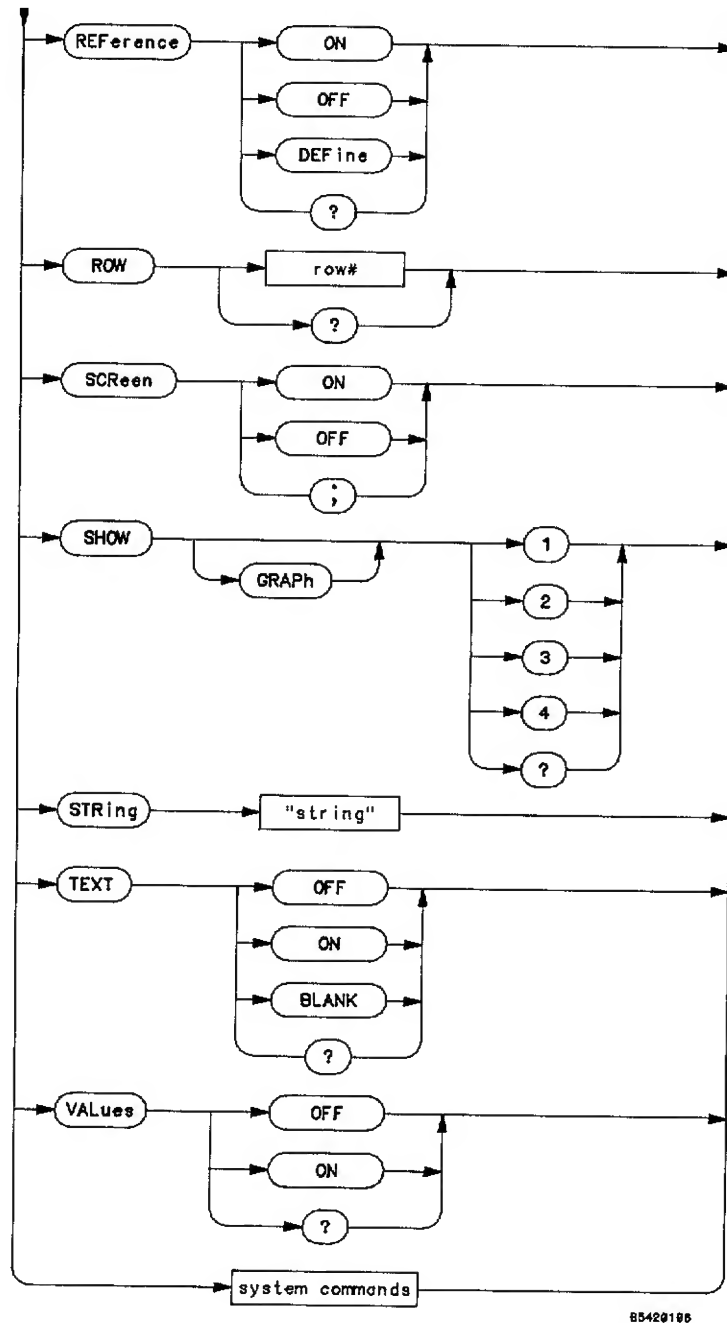 REFerence ON
OFF
DEFine
?
ROW row#
?
SCReen ON
OFF
;
SHOW 1
GRAPh
2
3
4
?
STRing "string"
TEXT OFF
ON
BLANK
?
VALues OFF
ON
?
system commands